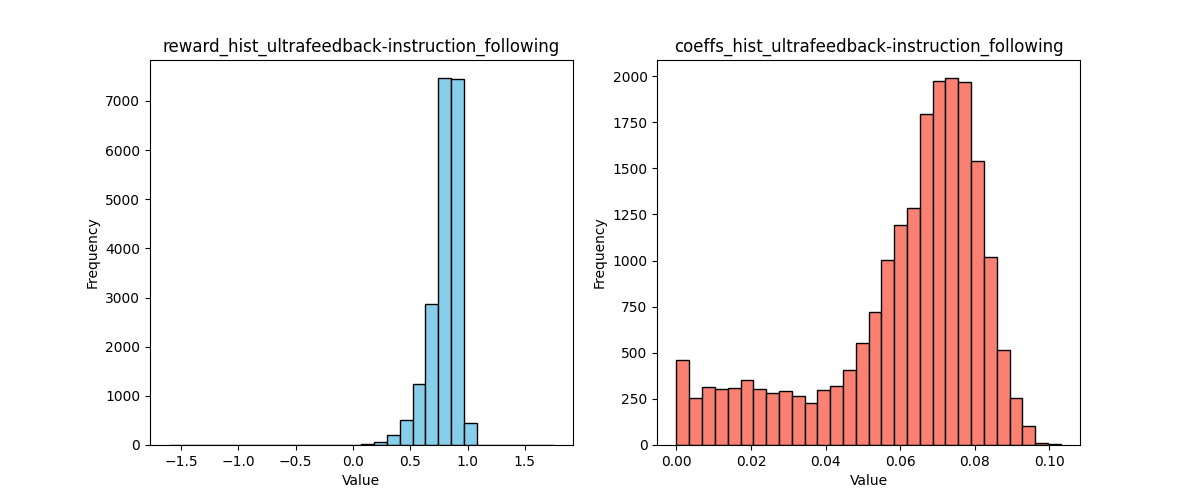 reward_hist_ultrafeedback-instruction_following
Frequency
7000
6000
5000
4000
3000
2000
1000
0
−1.5 −1.0 −0.5 0.0 0.5 1.0 1.5
Value
coeffs_hist_ultrafeedback-instruction_following
Frequency
2000
1750
1500
1250
1000
750
500
250
0
0.00 0.02 0.04 0.06 0.08 0.10
Value